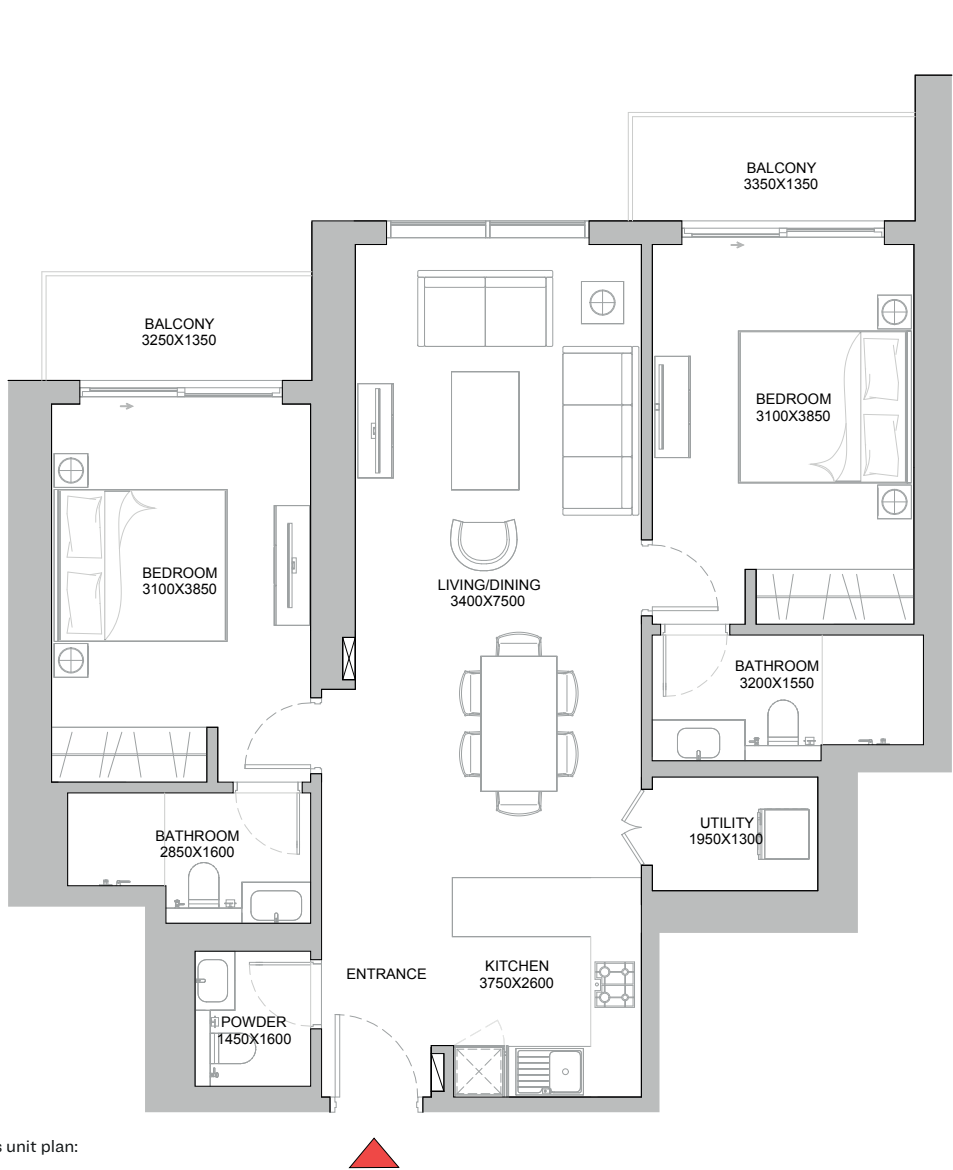 BALCONY
3350X1350
BALCONY
3250X1350
BEDROOM
3100X3850
BEDROOM
3100X3850
LIVING/DINING
3400X7500
BATHROOM
3200X1550
UTILITY
1950X1300
BATHROOM
2850X1600
ENTRANCE
KITCHEN
3750X2600
POWDER
1450X1600
s unit plan: